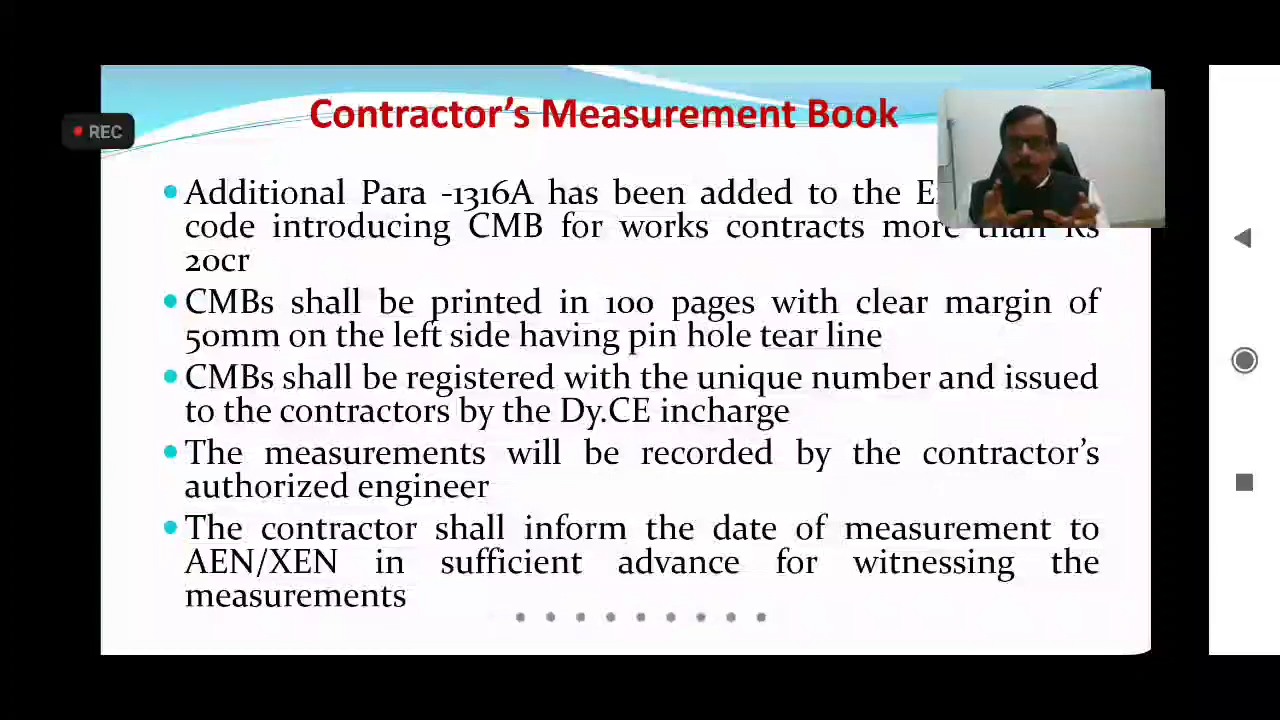 Contractor's Measurement Book
REC
•Additional Para -1316A has been added to the
code introducing CMB for works contracts more than Rs
20cr
•CMBs shall be printed in 100 pages with clear margin of
50mm on the left side having pin hole tear line
•CMBs shall be registered with the unique number and issued
to the contractors by the Dy.CE incharge
•The measurements will be recorded by the contractor's
authorized engineer
•The contractor shall inform the date of measurement to
AEN/XEN in sufficient advance for witnessing the
measurements